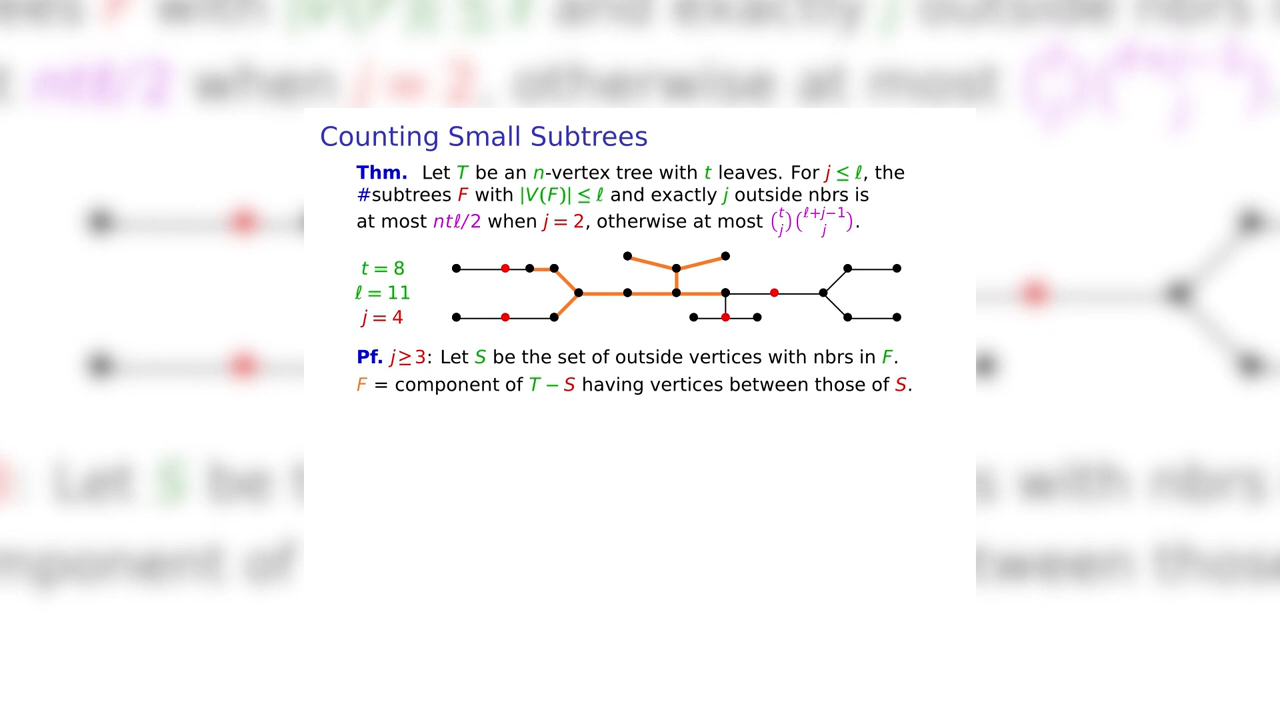 Counting Small Subtrees
Thm. Let T be an n-vertex tree with t leaves. For j ≤ ℓ, the
#subtrees F with |V(F)| ≤ ℓ and exactly j outside nbrs is
at most ntℓ/2 when j = 2, otherwise at most (t j)(ℓ+j−1 j).
t = 8
ℓ = 11
j = 4
Pf. j ≥ 3: Let S be the set of outside vertices with nbrs in F.
F = component of T − S having vertices between those of S.